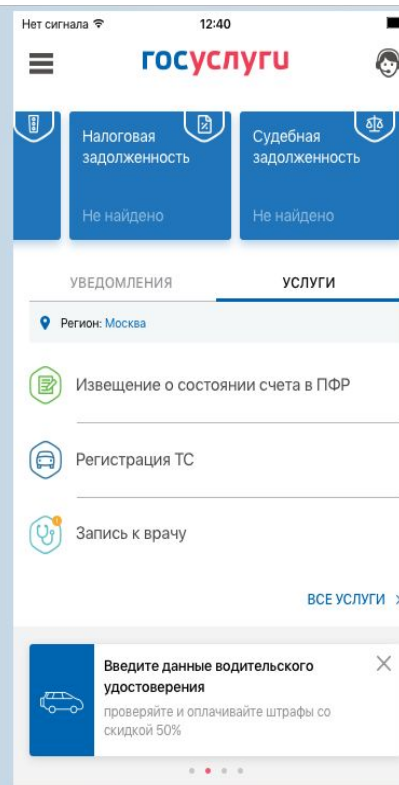 Нет сигнала
12:40
госуслуги
Налоговая
задолженность
Не найдено
Судебная
задолженность
Не найдено
УВЕДОМЛЕНИЯ
УСЛУГИ
Регион: Москва
Извещение о состоянии счета в ПФР
Регистрация ТС
Запись к врачу
ВСЕ УСЛУГИ
Введите данные водительского
удостоверения
проверяйте и оплачивайте штрафы со
скидкой 50%